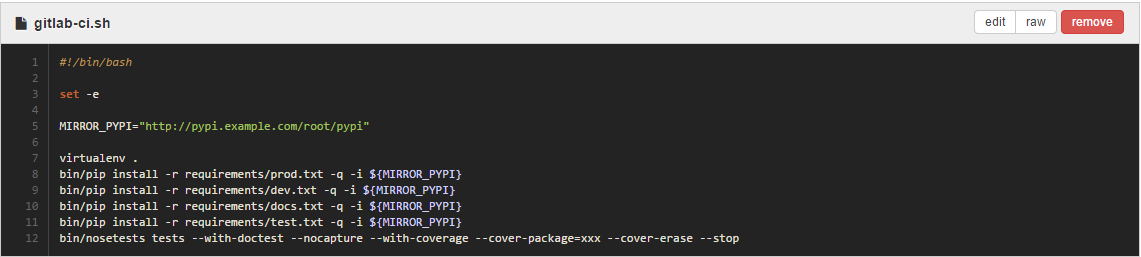 gitlab-ci.sh
edit raw remove
1 #!/bin/bash
2
3 set -e
4
5 MIRROR_PYPI="http://pypi.example.com/root/pypi"
6
7 virtualenv .
8 bin/pip install -r requirements/prod.txt -q -i ${MIRROR_PYPI}
9 bin/pip install -r requirements/dev.txt -q -i ${MIRROR_PYPI}
10 bin/pip install -r requirements/docs.txt -q -i ${MIRROR_PYPI}
11 bin/pip install -r requirements/test.txt -q -i ${MIRROR_PYPI}
12 bin/nosetests tests --with-doctest --nocapture --with-coverage --cover-package=xxx --cover-erase --stop